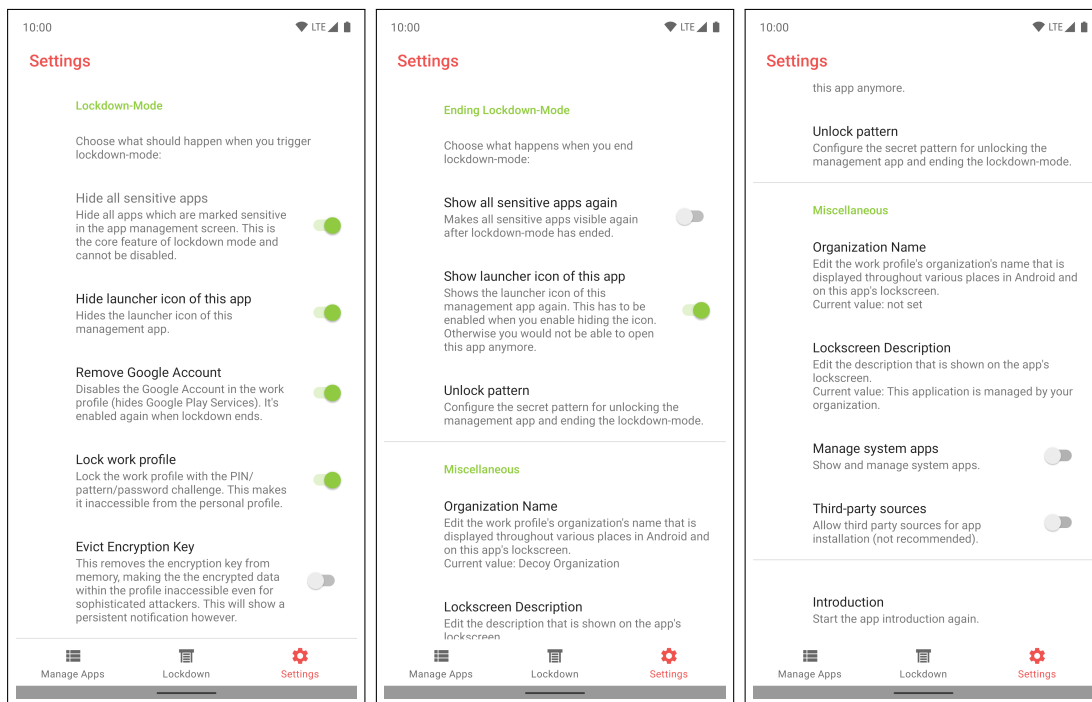 10:00
LTE
Settings
Lockdown-Mode
Choose what should happen when you trigger
lockdown-mode:
Hide all sensitive apps
Hide all apps which are marked sensitive
in the app management screen. This is
the core feature of lockdown mode and
cannot be disabled.
Hide launcher icon of this app
Hides the launcher icon of this
management app.
Remove Google Account
Disables the Google Account in the work
profile (hides Google Play Services). It's
enabled again when lockdown ends.
Lock work profile
Lock the work profile with the PIN/
pattern/password challenge. This makes
it inaccessible from the personal profile.
Evict Encryption Key
This removes the encryption key from
memory, making the the encrypted data
within the profile inaccessible even for
sophisticated attackers. This will show a
persistent notification however.
Manage Apps
Lockdown
Settings
10:00
LTE
Settings
Ending Lockdown-Mode
Choose what happens when you end
lockdown-mode:
Show all sensitive apps again
Makes all sensitive apps visible again
after lockdown-mode has ended.
Show launcher icon of this app
Shows the launcher icon of this
management app again. This has to be
enabled when you enable hiding the icon.
Otherwise you would not be able to open
this app anymore.
Unlock pattern
Configure the secret pattern for unlocking the
management app and ending the lockdown-mode.
Miscellaneous
Organization Name
Edit the work profile's organization's name that is
displayed throughout various places in Android and
on this app's lockscreen.
Current value: Decoy Organization
Lockscreen Description
Edit the description that is shown on the app's
lockscreen.
Manage Apps
Lockdown
Settings
10:00
LTE
Settings
this app anymore.
Unlock pattern
Configure the secret pattern for unlocking the
management app and ending the lockdown-mode.
Miscellaneous
Organization Name
Edit the work profile's organization's name that is
displayed throughout various places in Android and
on this app's lockscreen.
Current value: not set
Lockscreen Description
Edit the description that is shown on the app's
lockscreen.
Current value: This application is managed by your
organization.
Manage system apps
Show and manage system apps.
Third-party sources
Allow third party sources for app
installation (not recommended).
Introduction
Start the app introduction again.
Manage Apps
Lockdown
Settings